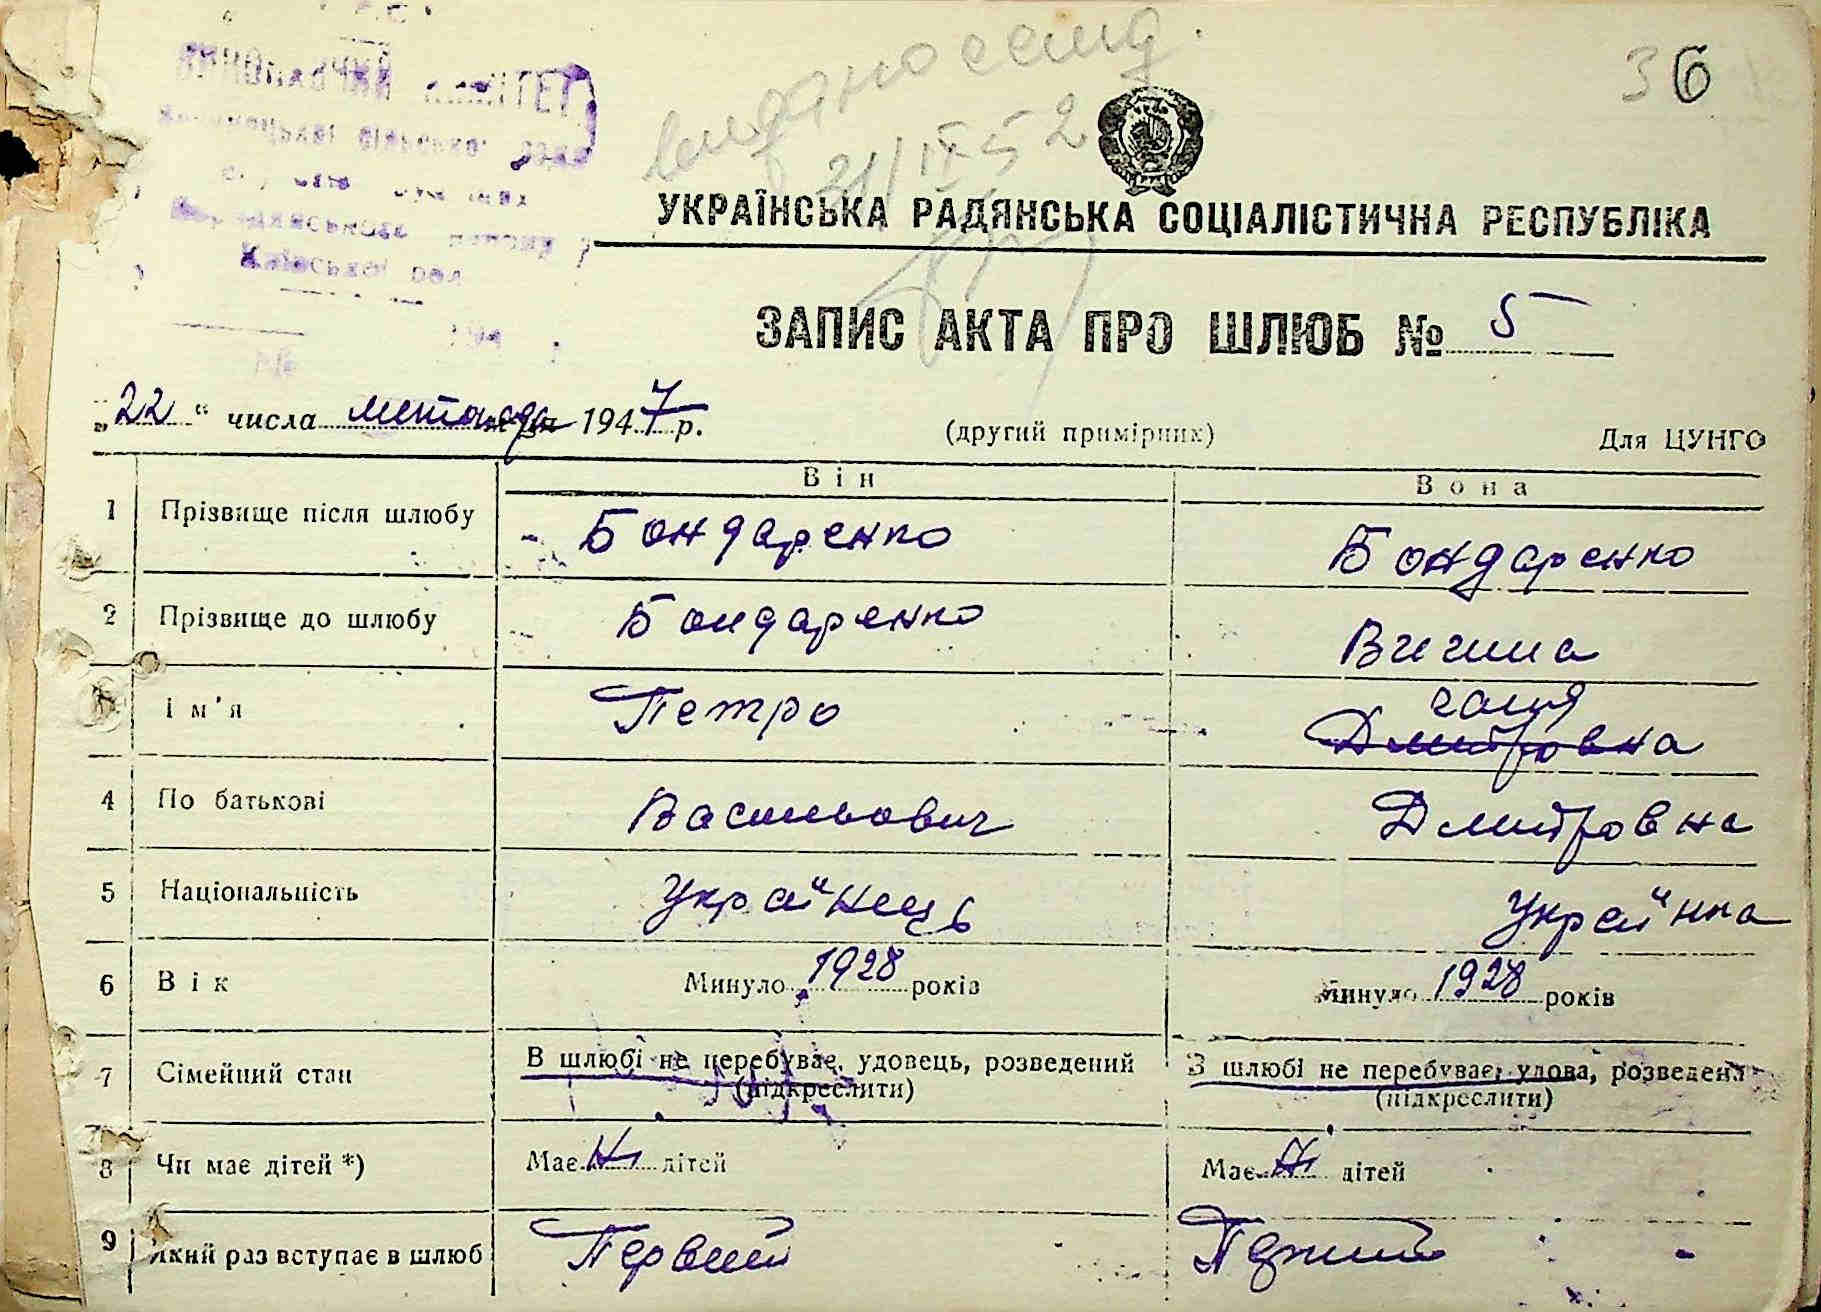 36
УКРАЇНСЬКА РАДЯНСЬКА СОЦІАЛІСТИЧНА РЕСПУБЛІКА
ЗАПИС АКТА ПРО ШЛЮБ № 5
„22“ числа листопада 1947 р.
(другий примірник)
Для ЦУНГО
Він
Вона
1 Прізвище після шлюбу Бондаренко Бондаренко
2 Прізвище до шлюбу Бондаренко
3 Ім'я Петро Галя Дмитровна
4 По батькові Васильович Дмитровна
5 Національність Українець Українка
6 Вік Минуло 1928 років Минуло 1928 років
7 Сімейний стан В шлюбі не перебуває, удовець, розведений В шлюбі не перебуває, удова, розведена
(підкреслити) (підкреслити)
8 Чи має дітей *) Має Ні дітей Має Ні дітей
9 Який раз вступає в шлюб Первий